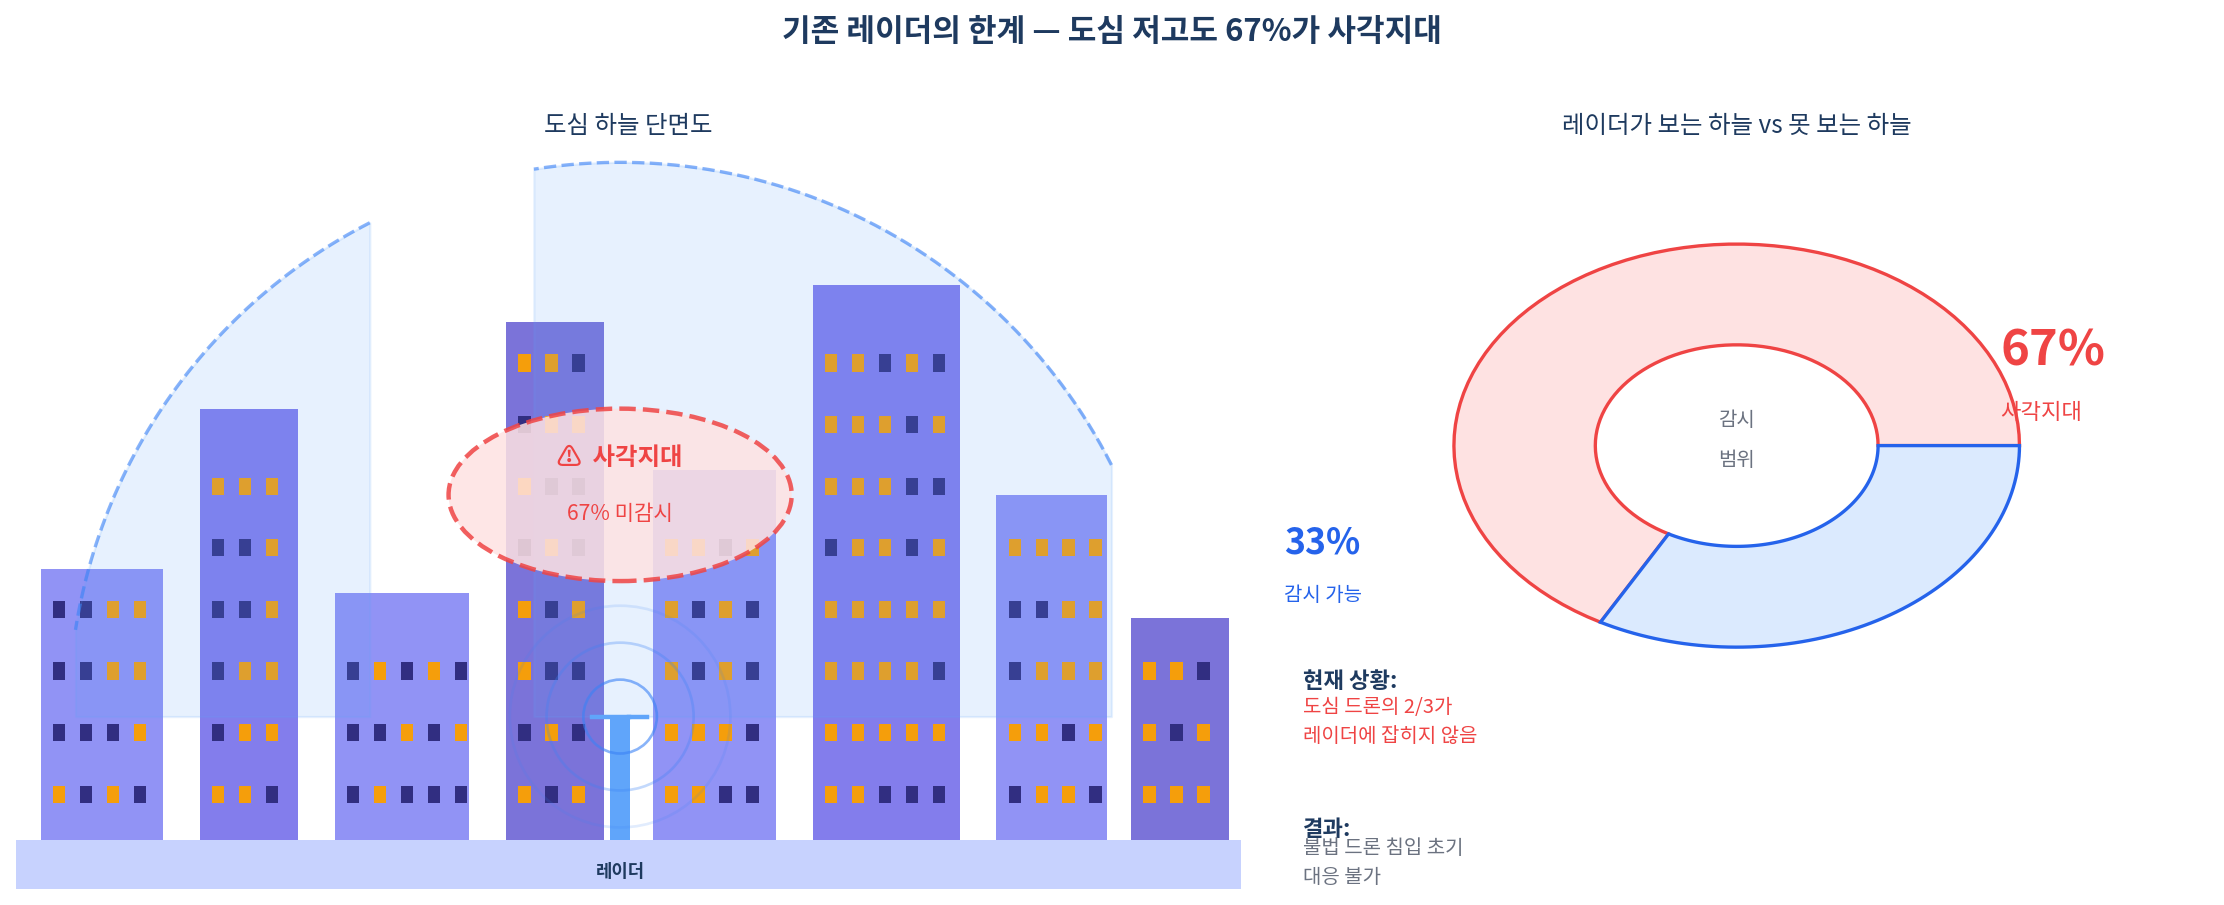 기존 레이더의 한계 — 도심 저고도 67%가 사각지대
도심 하늘 단면도
사각지대
67% 미감시
레이더
레이더가 보는 하늘 vs 못 보는 하늘
67%
사각지대
감시
범위
33%
감시 가능
현재 상황:
도심 드론의 2/3가
레이더에 잡히지 않음
결과:
불법 드론 침입 초기
대응 불가